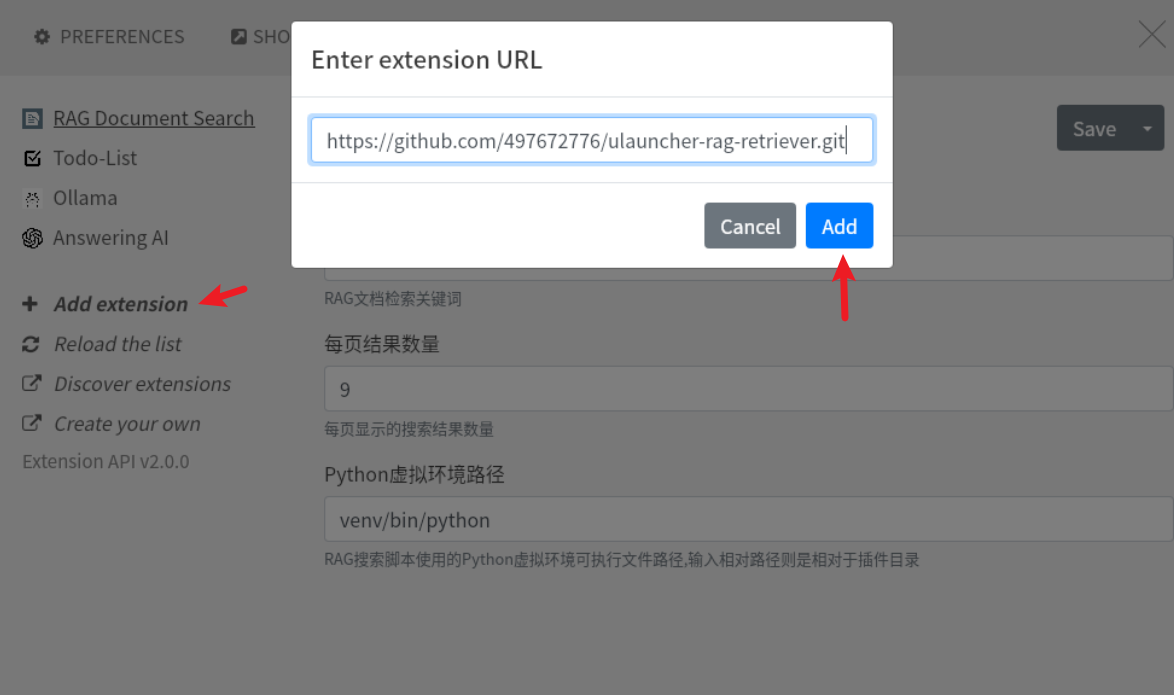 PREFERENCES
SHO
Enter extension URL
https://github.com/497672776/ulauncher-rag-retriever.git
Cancel
Add
RAG Document Search
Todo-List
Ollama
Answering AI
Add extension
Reload the list
Discover extensions
Create your own
Extension API v2.0.0
Save
RAG文档检索关键词
每页结果数量
9
每页显示的搜索结果数量
Python虚拟环境路径
venv/bin/python
RAG搜索脚本使用的Python虚拟环境可执行文件路径,输入相对路径则是相对于插件目录